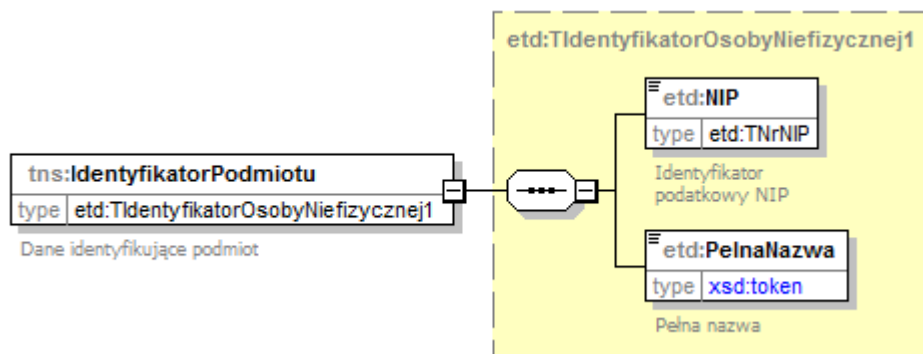 etd:TIdentyfikatorOsobyNiefizycznej1
etd:NIP
type etd:TNrNIP
Identyfikator
podatkowy NIP
tns:IdentyfikatorPodmiotu
type etd:TIdentyfikatorOsobyNiefizycznej1
Dane identyfikujące podmiot
etd:PelnaNazwa
type xsd:token
Pełna nazwa